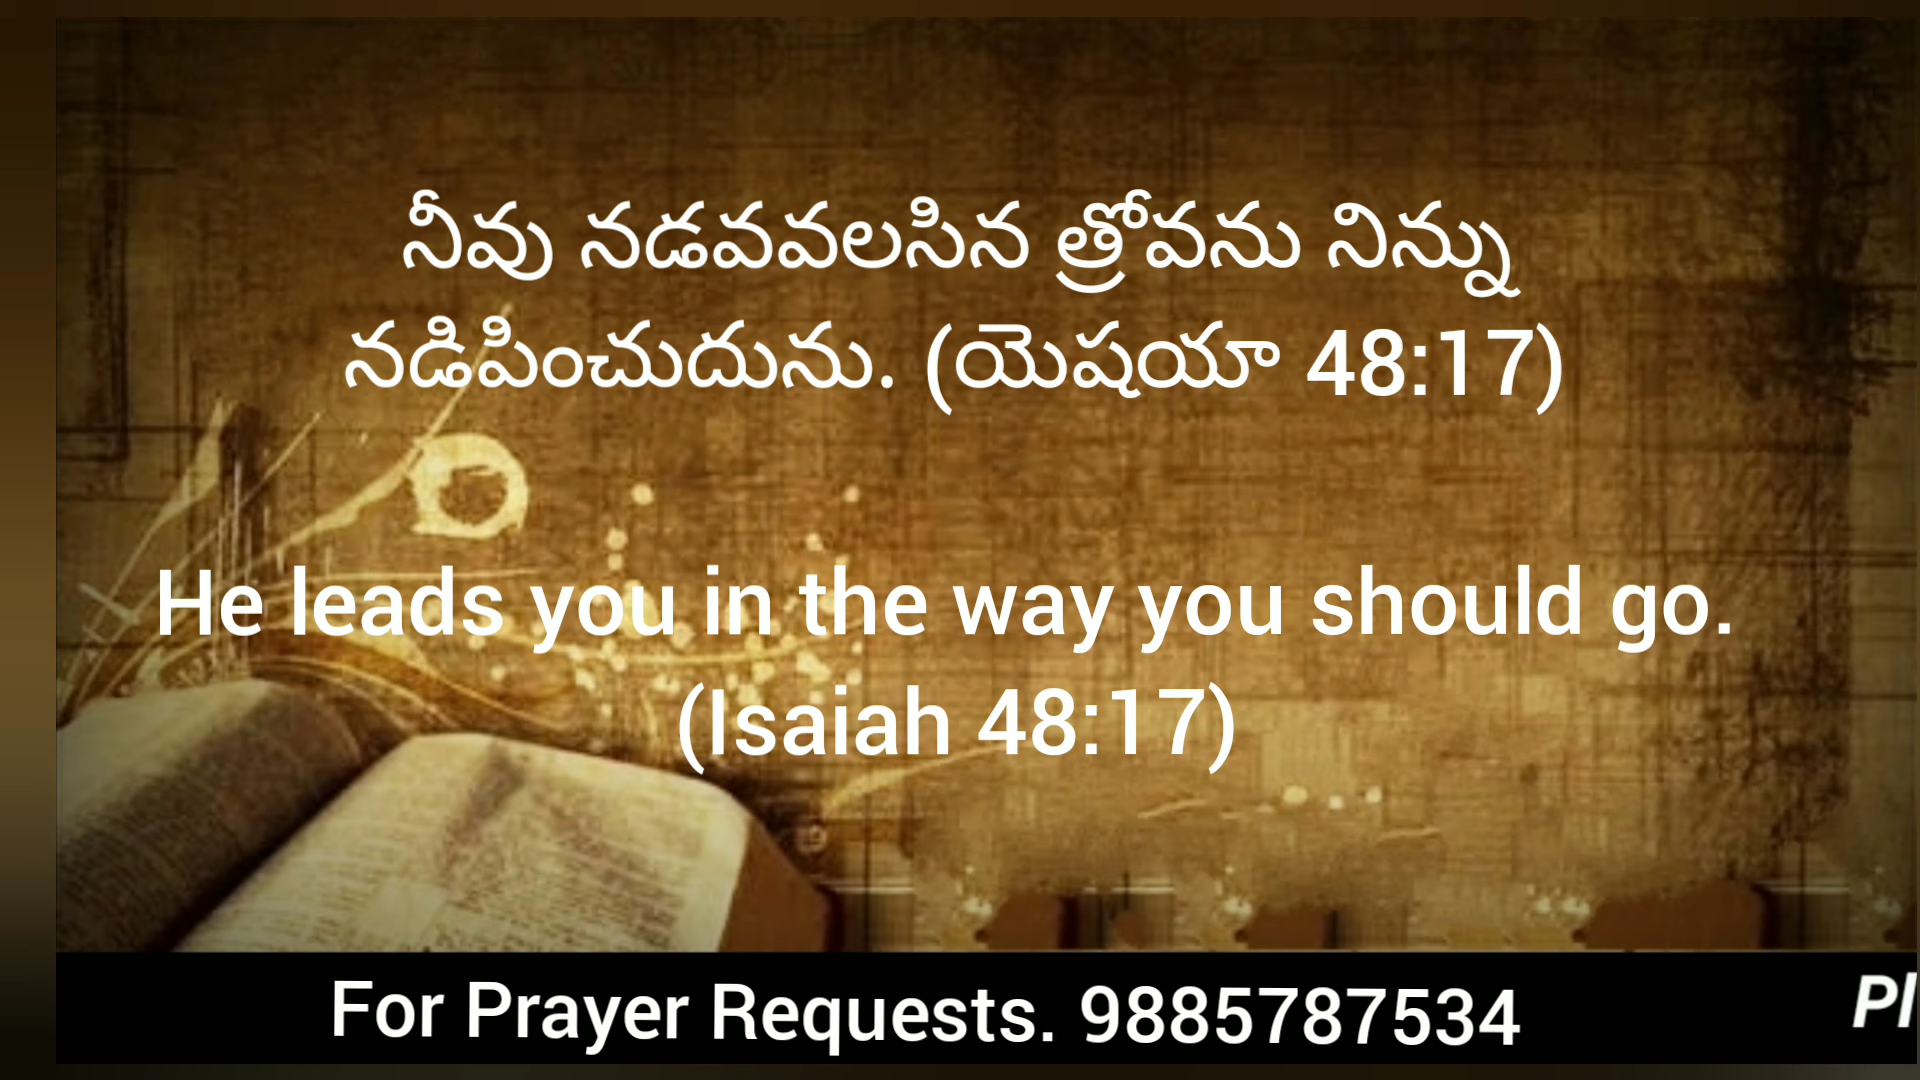 నీవు నడవవలసిన త్రోవను నిన్ను
నడిపించుదును. (యెషయా 48:17)
He leads you in the way you should go.
(Isaiah 48:17)
For Prayer Requests. 9885787534